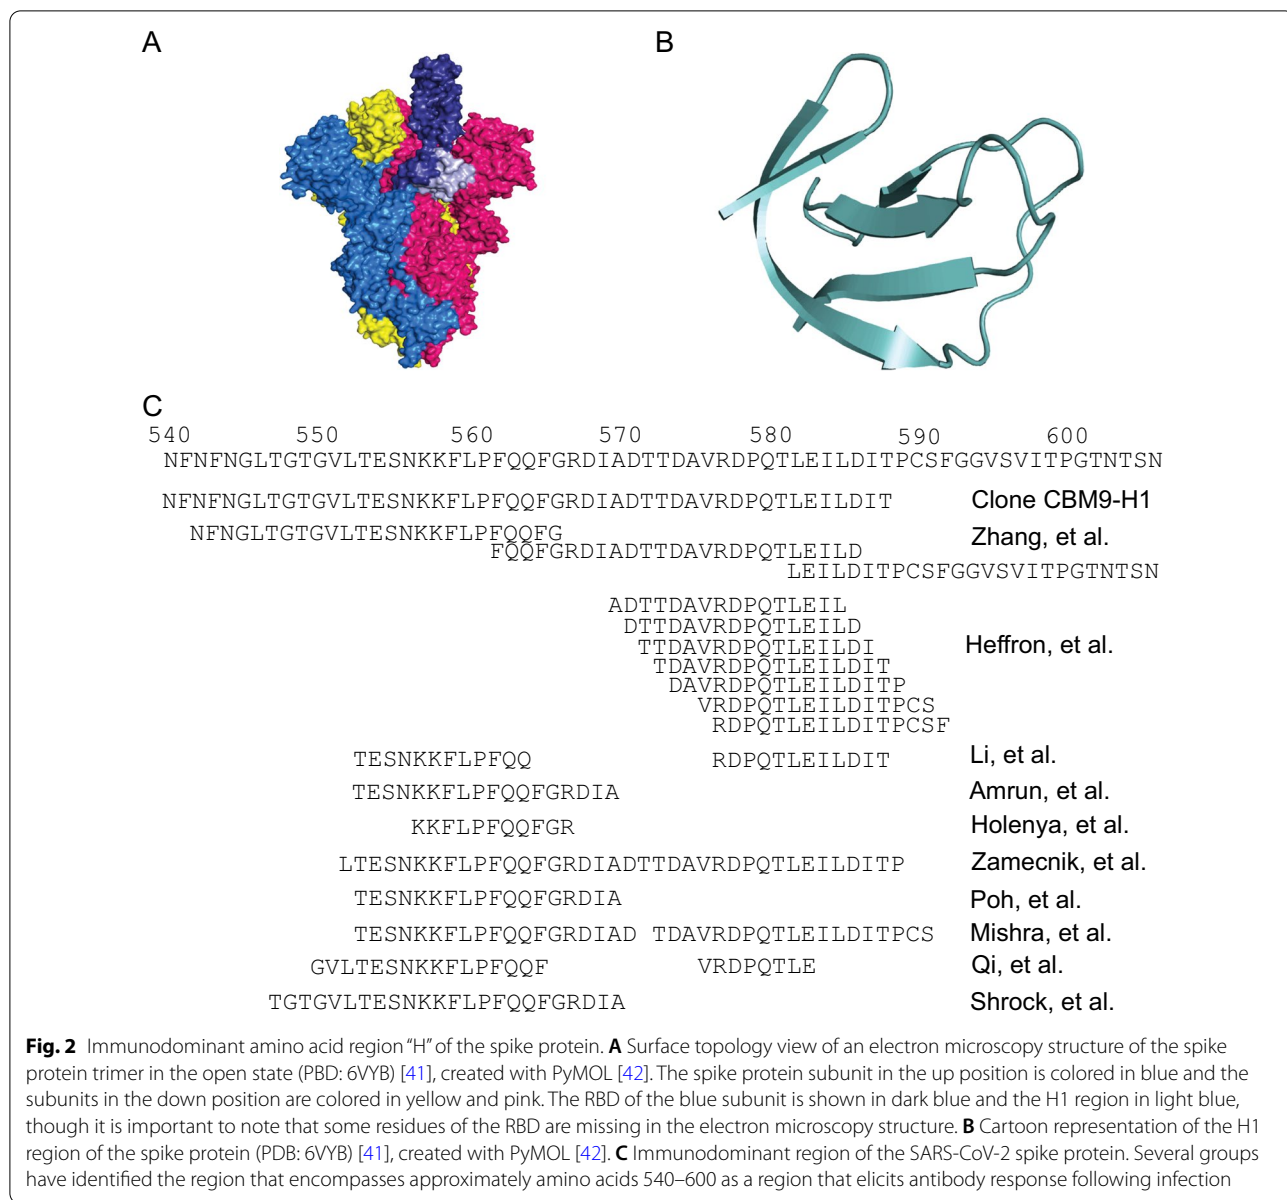 A
B
C
540 550 560 570 580 590 600
NFNFNGLTGTGVLTESNKKFLPFQQFGRDIADTTDAVRDPQTLEILDITPCSFGGVSVITPGTNTSN
NFNFNGLTGTGVLTESNKKFLPFQQFGRDIADTTDAVRDPQTLEILDIT Clone CBM9-H1
NFNGLTGTGVLTESNKKFLPFQQFG Zhang, et al.
FQQFGRDIADTTDAVRDPQTLEILD
LEILDITPCSFGGVSVITPGTNTSN
ADTTDAVRDPQTLEIL
DTTDAVRDPQTLEILD
TTDAVRDPQTLEILDI Heffron, et al.
TDAVRDPQTLEILDIT
DAVRDPQTLEILDITP
VRDPQTLEILDITPCS
RDPQTLEILDITPCSF
TESNKKFLPFQQ RDPQTLEILDIT Li, et al.
TESNKKFLPFQQFGRDIA Amrun, et al.
KKFLPFQQFGR Holenya, et al.
LTESNKKFLPFQQFGRDIADTTDAVRDPQTLEILDITP Zamecnik, et al.
TESNKKFLPFQQFGRDIA Poh, et al.
TESNKKFLPFQQFGRDIAD TDAVRDPQTLEILDITPCS Mishra, et al.
GVLTESNKKFLPFQQF VRDPQTLE Qi, et al.
TGTGVLTESNKKFLPFQQFGRDIA Shrock, et al.
Fig. 2 Immunodominant amino acid region "H" of the spike protein. A Surface topology view of an electron microscopy structure of the spike
protein trimer in the open state (PBD: 6VYB) [41], created with PyMOL [42]. The spike protein subunit in the up position is colored in blue and the
subunits in the down position are colored in yellow and pink. The RBD of the blue subunit is shown in dark blue and the H1 region in light blue,
though it is important to note that some residues of the RBD are missing in the electron microscopy structure. B Cartoon representation of the H1
region of the spike protein (PDB: 6VYB) [41], created with PyMOL [42]. C Immunodominant region of the SARS-CoV-2 spike protein. Several groups
have identified the region that encompasses approximately amino acids 540–600 as a region that elicits antibody response following infection